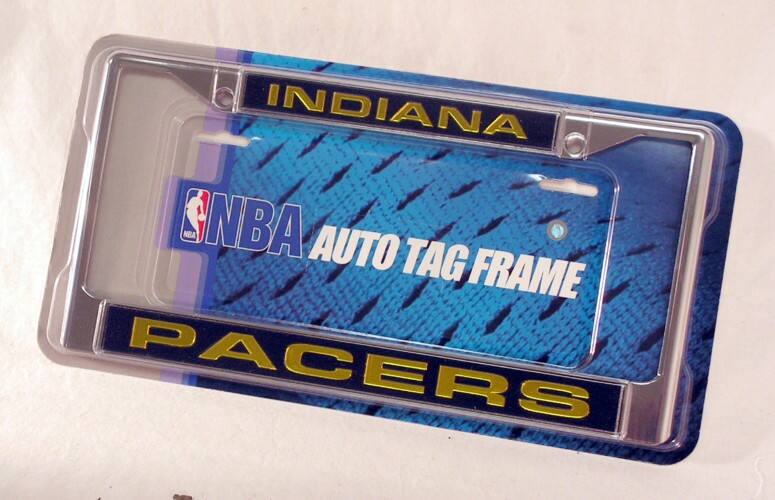 INDIANA
NBA
NBA AUTO TAG FRAME
PACERS